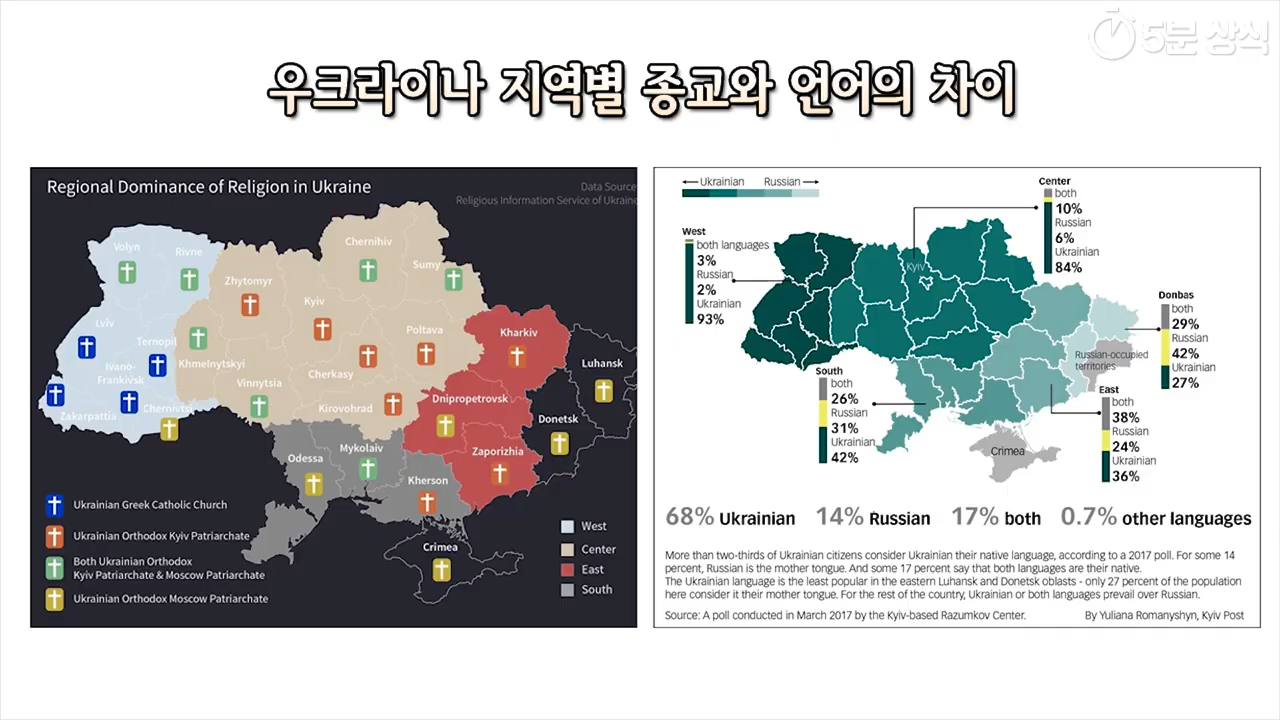 5분 상식
우크라이나 지역별 종교와 언어의 차이
Regional Dominance of Religion in Ukraine
Data Source
Religious Information Service of Ukraine
Volyn
Rivne
Zhytomyr
Chernihiv
Sumy
Kyiv
Lviv
Ternopil
Khmelnytskyi
Poltava
Kharkiv
Luhansk
Ivano-
Frankivsk
Cherkasy
Vinnytsia
Zakarpattia
Chernivtsi
Kirovohrad
Dnipropetrovsk
Donetsk
Odessa
Mykolaiv
Zaporizhia
Kherson
Crimea
Ukrainian Greek Catholic Church
Ukrainian Orthodox Kyiv Patriarchate
Both Ukrainian Orthodox
Kyiv Patriarchate & Moscow Patriarchate
Ukrainian Orthodox Moscow Patriarchate
West
Center
East
South
Ukrainian Russian
Center
both
10%
Russian
6%
Ukrainian
84%
West
both languages
3%
Russian
2%
Ukrainian
93%
Kyiv
Donbas
both
29%
Russian
42%
Ukrainian
27%
Russian-occupied
territories
South
both
26%
Russian
31%
Ukrainian
42%
East
both
38%
Russian
24%
Ukrainian
36%
Crimea
68% Ukrainian 14% Russian 17% both 0.7% other languages
More than two-thirds of Ukrainian citizens consider Ukrainian their native language, according to a 2017 poll. For some 14
percent, Russian is the mother tongue. And some 17 percent say that both languages are their native.
The Ukrainian language is the least popular in the eastern Luhansk and Donetsk oblasts - only 27 percent of the population
here consider it their mother tongue. For the rest of the country, Ukrainian or both languages prevail over Russian.
Source: A poll conducted in March 2017 by the Kyiv-based Razumkov Center. By Yuliana Romanyshyn, Kyiv Post